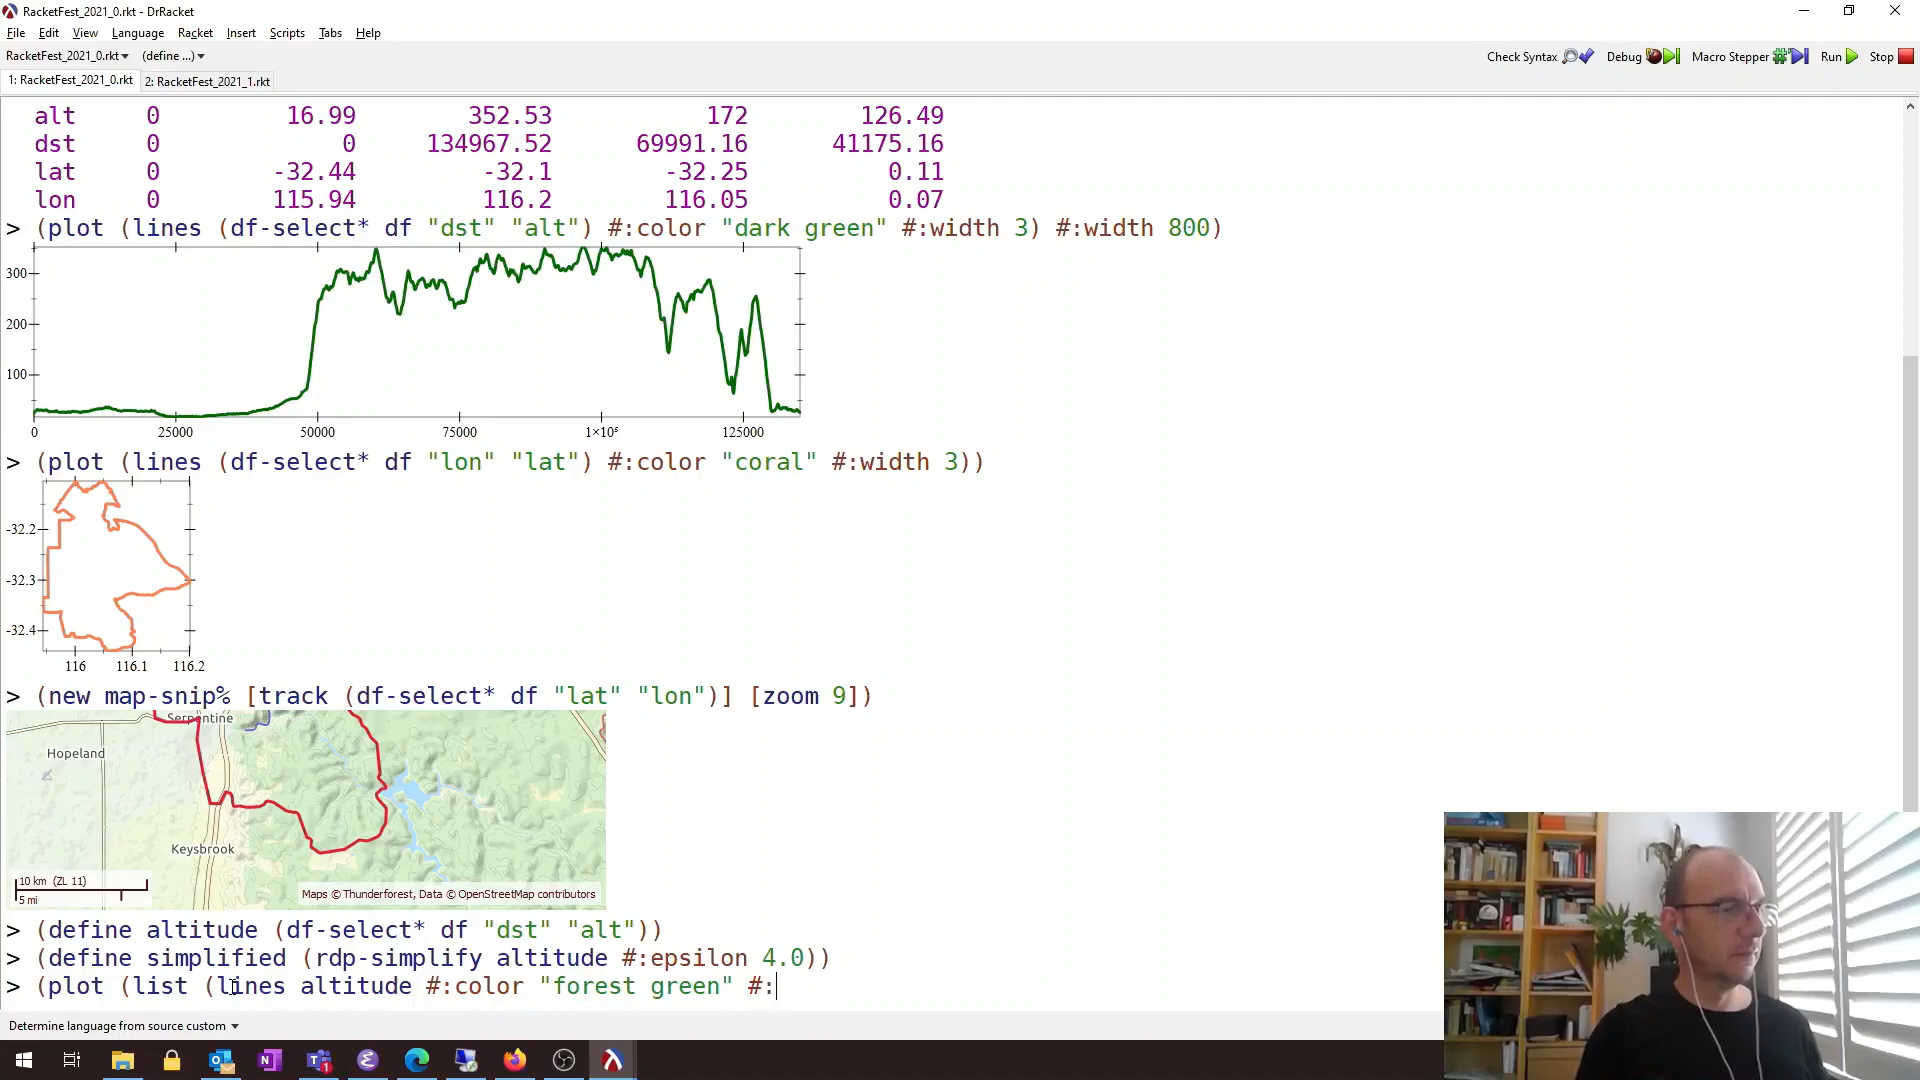 RacketFest_2021_0.rkt - DrRacket
File Edit View Language Racket Insert Scripts Tabs Help
RacketFest_2021_0.rkt (define ...) Check Syntax Debug Macro Stepper Run Stop
1: RacketFest_2021_0.rkt 2: RacketFest_2021_1.rkt
alt 0 16.99 352.53 172 126.49
dst 0 0 134967.52 69991.16 41175.16
lat 0 -32.44 -32.1 -32.25 0.11
lon 0 115.94 116.2 116.05 0.07
> (plot (lines (df-select* df "dst" "alt") #:color "dark green" #:width 3) #:width 800)
300
200
100
0 25000 50000 75000 1×10⁵ 125000
> (plot (lines (df-select* df "lon" "lat") #:color "coral" #:width 3))
-32.2
-32.3
-32.4
116 116.1 116.2
> (new map-snip% [track (df-select* df "lat" "lon")] [zoom 9])
Serpentine
Hopeland
Keysbrook
10 km (ZL 11)
5 mi
Maps © Thunderforest, Data © OpenStreetMap contributors
> (define altitude (df-select* df "dst" "alt"))
> (define simplified (rdp-simplify altitude #:epsilon 4.0))
> (plot (list (lines altitude #:color "forest green" #:
Determine language from source custom